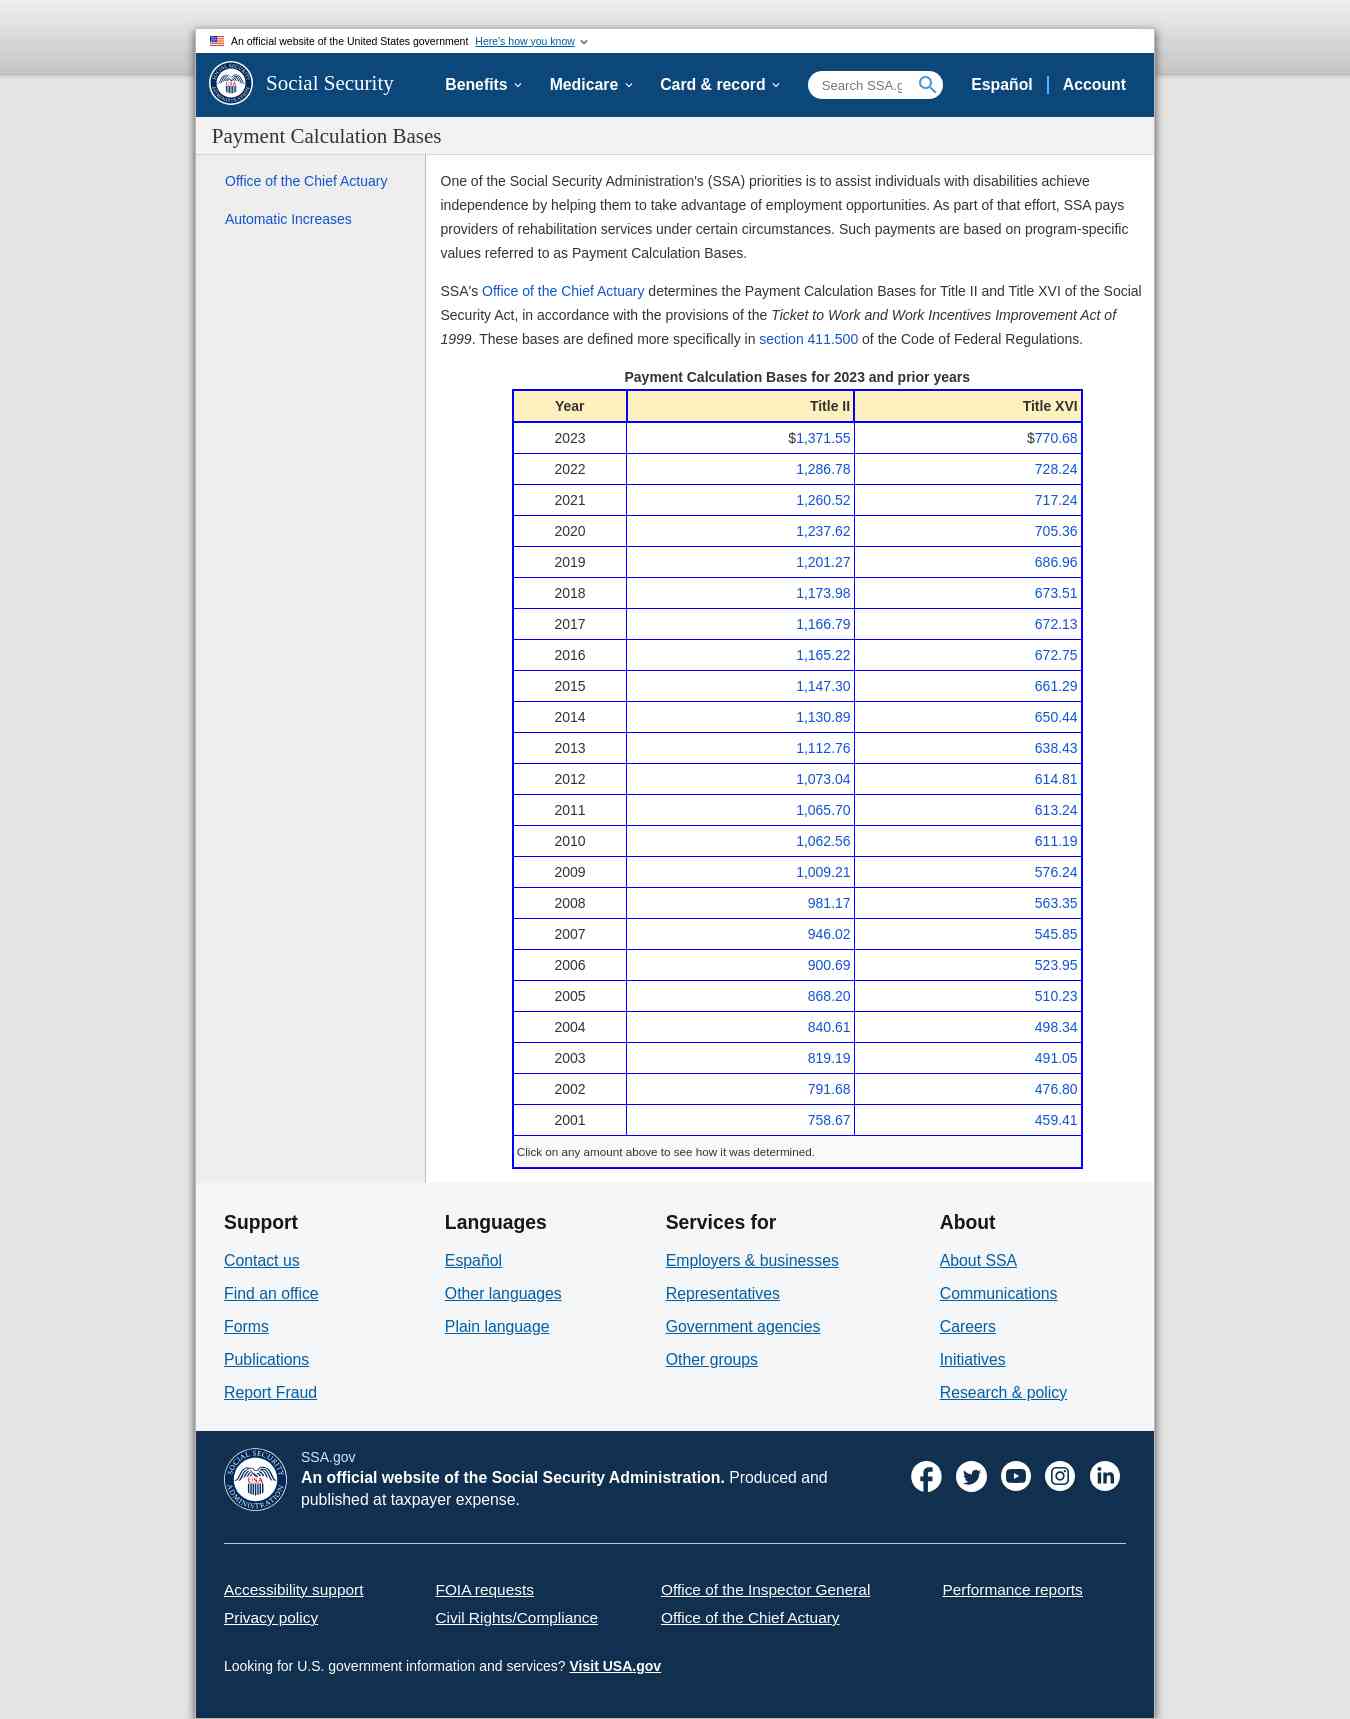 An official website of the United States government Here's how you know
Social Security
Benefits
Medicare
Card & record
Search SSA.g
Español
Account
Payment Calculation Bases
Office of the Chief Actuary
Automatic Increases
One of the Social Security Administration's (SSA) priorities is to assist individuals with disabilities achieve
independence by helping them to take advantage of employment opportunities. As part of that effort, SSA pays
providers of rehabilitation services under certain circumstances. Such payments are based on program-specific
values referred to as Payment Calculation Bases.
SSA's Office of the Chief Actuary determines the Payment Calculation Bases for Title II and Title XVI of the Social
Security Act, in accordance with the provisions of the Ticket to Work and Work Incentives Improvement Act of
1999. These bases are defined more specifically in section 411.500 of the Code of Federal Regulations.
Payment Calculation Bases for 2023 and prior years
Year Title II Title XVI
2023 $1,371.55 $770.68
2022 1,286.78 728.24
2021 1,260.52 717.24
2020 1,237.62 705.36
2019 1,201.27 686.96
2018 1,173.98 673.51
2017 1,166.79 672.13
2016 1,165.22 672.75
2015 1,147.30 661.29
2014 1,130.89 650.44
2013 1,112.76 638.43
2012 1,073.04 614.81
2011 1,065.70 613.24
2010 1,062.56 611.19
2009 1,009.21 576.24
2008 981.17 563.35
2007 946.02 545.85
2006 900.69 523.95
2005 868.20 510.23
2004 840.61 498.34
2003 819.19 491.05
2002 791.68 476.80
2001 758.67 459.41
Click on any amount above to see how it was determined.
Support
Contact us
Find an office
Forms
Publications
Report Fraud
Languages
Español
Other languages
Plain language
Services for
Employers & businesses
Representatives
Government agencies
Other groups
About
About SSA
Communications
Careers
Initiatives
Research & policy
SOCIAL SECURITY
USA
ADMINISTRATION
SSA.gov
An official website of the Social Security Administration. Produced and
published at taxpayer expense.
Accessibility support
Privacy policy
FOIA requests
Civil Rights/Compliance
Office of the Inspector General
Office of the Chief Actuary
Performance reports
Looking for U.S. government information and services? Visit USA.gov